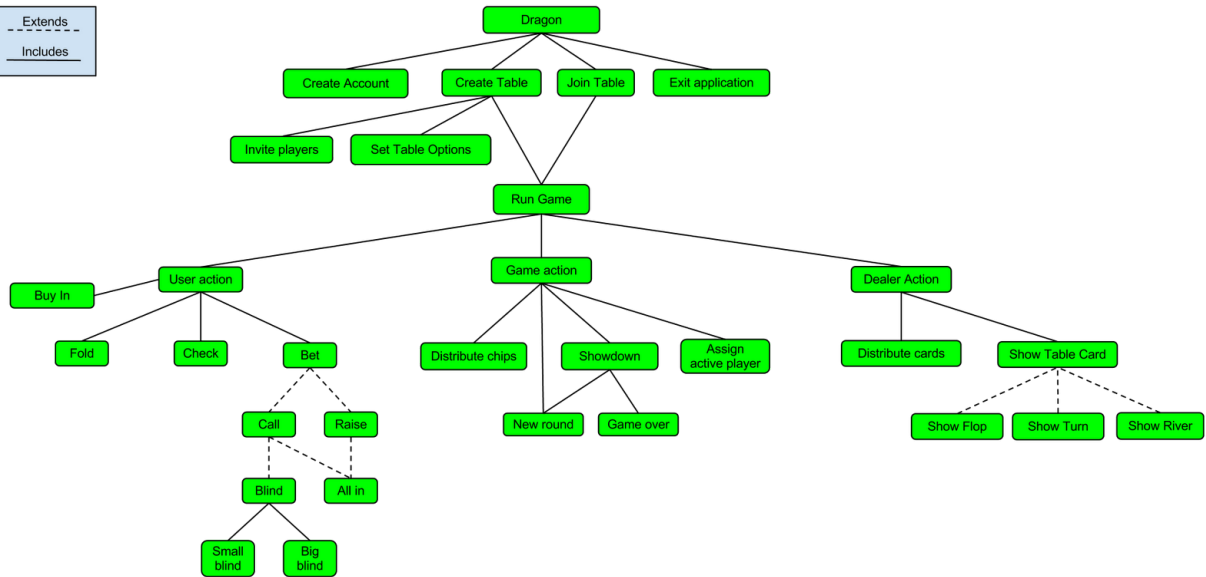 Extends
Includes
Dragon
Create Account
Create Table
Join Table
Exit application
Invite players
Set Table Options
Run Game
User action
Game action
Dealer Action
Buy In
Fold
Check
Bet
Distribute chips
Showdown
Assign
active player
Distribute cards
Show Table Card
Call
Raise
New round
Game over
Show Flop
Show Turn
Show River
Blind
All in
Small
blind
Big
blind